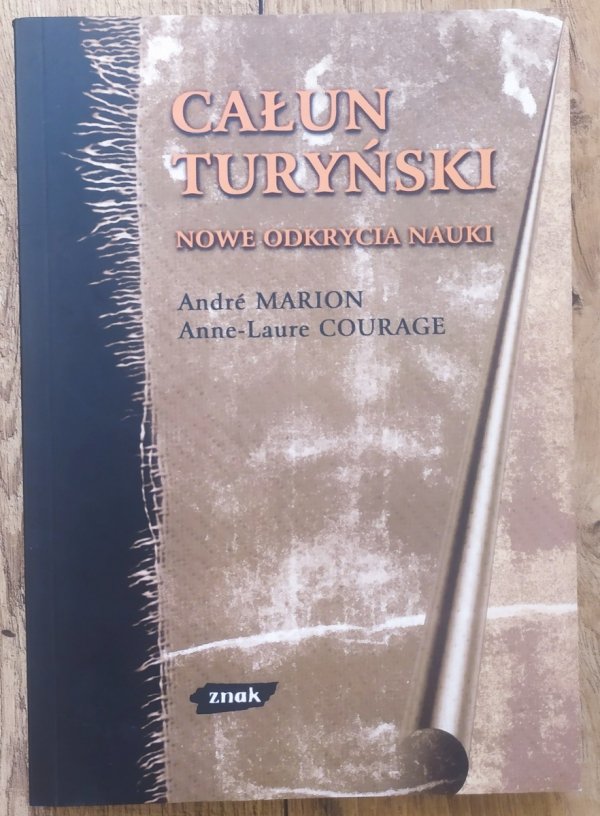 CAŁUN
TURYŃSKI
NOWE ODKRYCIA NAUKI
André MARION
Anne-Laure COURAGE
znak